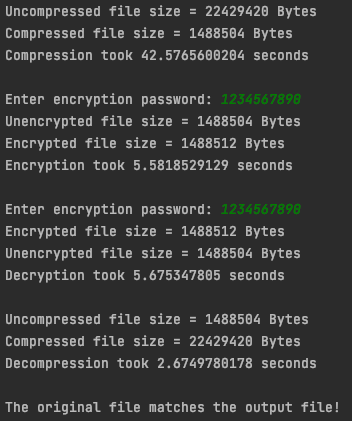 Uncompressed file size = 22429420 Bytes
Compressed file size = 1488504 Bytes
Compression took 42.5765600204 seconds
Enter encryption password: 1234567890
Unencrypted file size = 1488504 Bytes
Encrypted file size = 1488512 Bytes
Encryption took 5.5818529129 seconds
Enter encryption password: 1234567890
Encrypted file size = 1488512 Bytes
Unencrypted file size = 1488504 Bytes
Decryption took 5.675347805 seconds
Uncompressed file size = 1488504 Bytes
Compressed file size = 22429420 Bytes
Decompression took 2.6749780178 seconds
The original file matches the output file!